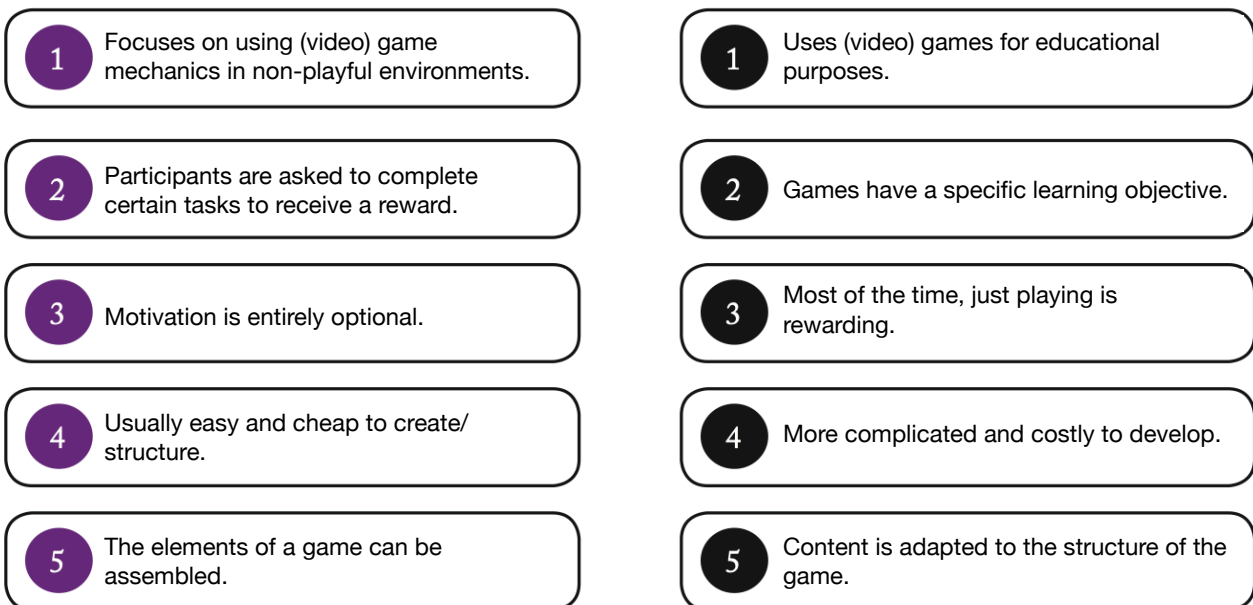 1
Focuses on using (video) game
mechanics in non-playful environments.
2
Participants are asked to complete
certain tasks to receive a reward.
3
Motivation is entirely optional.
4
Usually easy and cheap to create/
structure.
5
The elements of a game can be
assembled.
1
Uses (video) games for educational
purposes.
2
Games have a specific learning objective.
3
Most of the time, just playing is
rewarding.
4
More complicated and costly to develop.
5
Content is adapted to the structure of the
game.